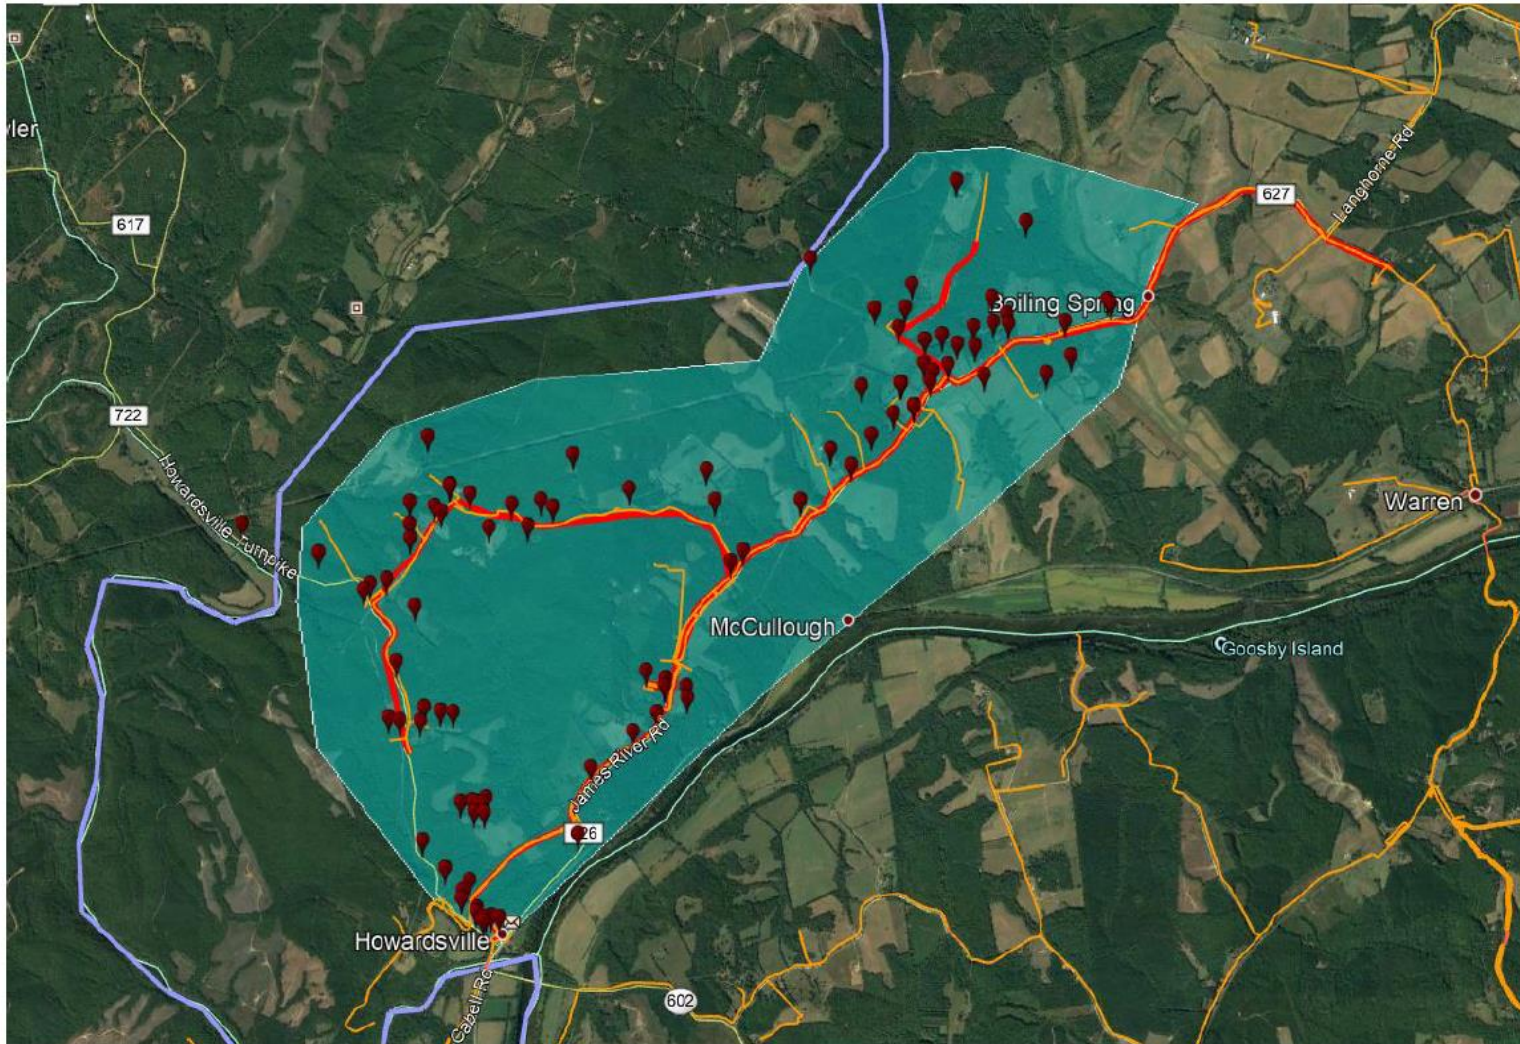 wler
617
627
Langhorne Rd
Boiling Spring
722
Howardsville Turnpike
Warren
McCullough
Goosby Island
James River Rd
626
Howardsville
Cabell Rd
602